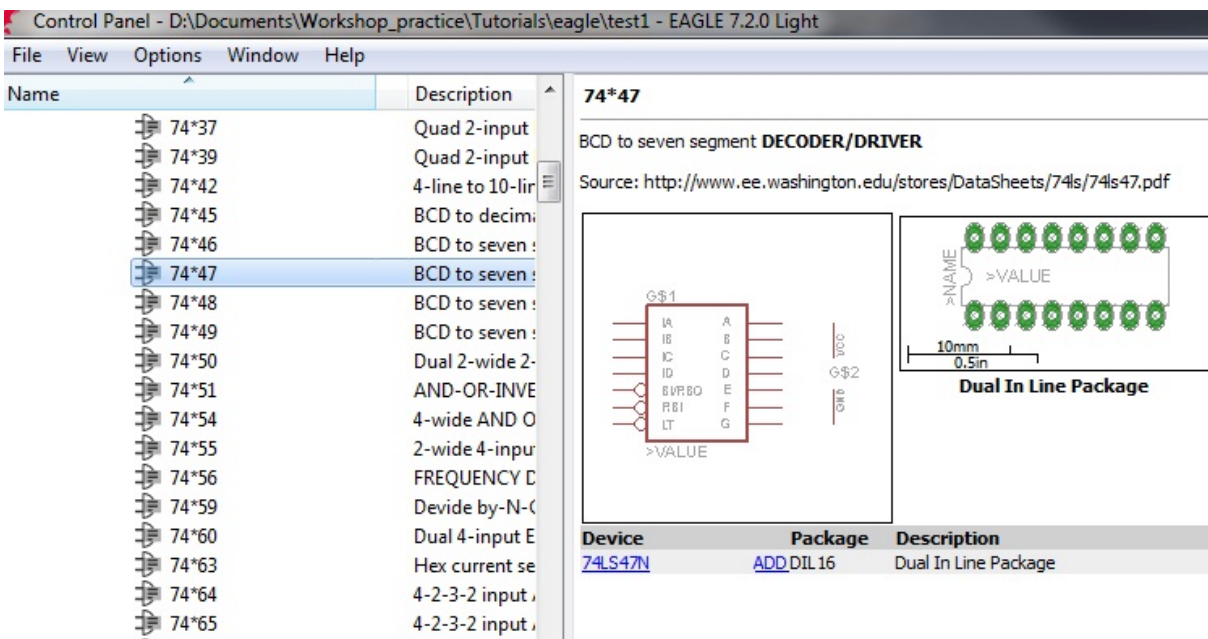 Control Panel - D:\Documents\Workshop_practice\Tutorials\eagle\test1 - EAGLE 7.2.0 Light
File View Options Window Help
Name Description
74*37 Quad 2-input
74*39 Quad 2-input
74*42 4-line to 10-lin
74*45 BCD to decima
74*46 BCD to seven s
74*47 BCD to seven s
74*48 BCD to seven s
74*49 BCD to seven s
74*50 Dual 2-wide 2-
74*51 AND-OR-INVE
74*54 4-wide AND O
74*55 2-wide 4-input
74*56 FREQUENCY D
74*59 Devide by-N-C
74*60 Dual 4-input E
74*63 Hex current se
74*64 4-2-3-2 input A
74*65 4-2-3-2 input A
74*47
BCD to seven segment DECODER/DRIVER
Source: http://www.ee.washington.edu/stores/DataSheets/74ls/74ls47.pdf
G$1
IA A
IB B
IC C
ID D
BI/RBO E
RBI F
LT G
>VALUE
VCC
G$2
GND
>NAME
>VALUE
10mm
0.5in
Dual In Line Package
Device Package Description
74LS47N ADD DIL16 Dual In Line Package